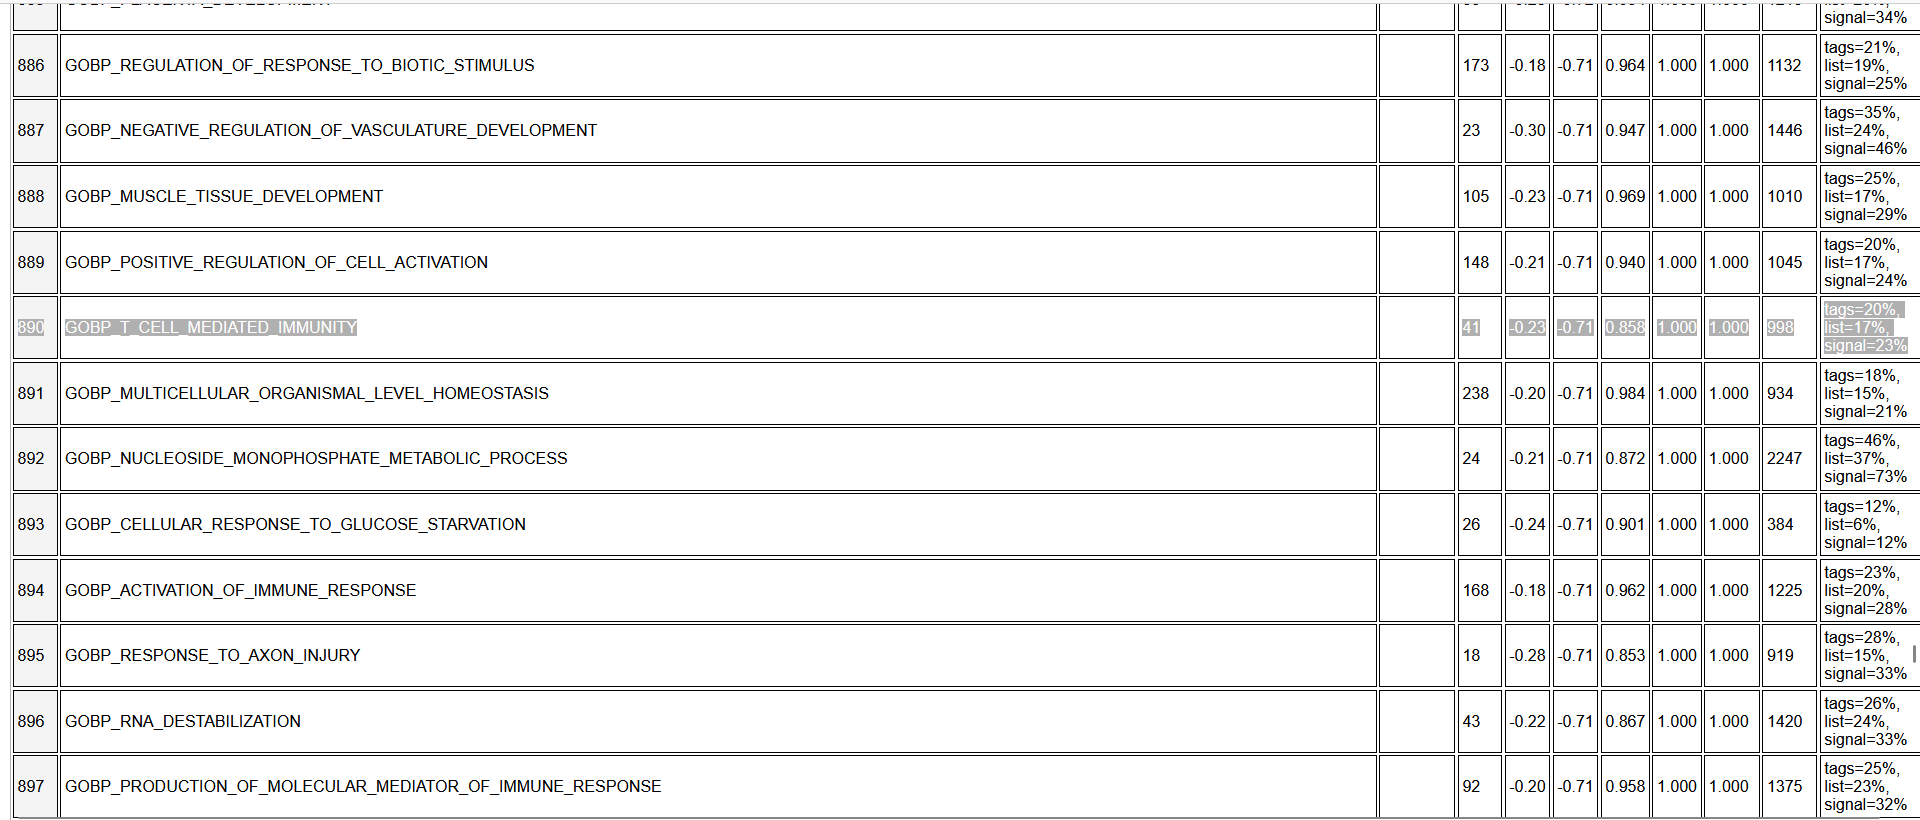 signal=34%
886 GOBP_REGULATION_OF_RESPONSE_TO_BIOTIC_STIMULUS 173 -0.18 -0.71 0.964 1.000 1.000 1132 tags=21%,
list=19%,
signal=25%
887 GOBP_NEGATIVE_REGULATION_OF_VASCULATURE_DEVELOPMENT 23 -0.30 -0.71 0.947 1.000 1.000 1446 tags=35%,
list=24%,
signal=46%
888 GOBP_MUSCLE_TISSUE_DEVELOPMENT 105 -0.23 -0.71 0.969 1.000 1.000 1010 tags=25%,
list=17%,
signal=29%
889 GOBP_POSITIVE_REGULATION_OF_CELL_ACTIVATION 148 -0.21 -0.71 0.940 1.000 1.000 1045 tags=20%,
list=17%,
signal=24%
890 GOBP_T_CELL_MEDIATED_IMMUNITY 41 -0.23 -0.71 0.858 1.000 1.000 998 tags=20%,
list=17%,
signal=23%
891 GOBP_MULTICELLULAR_ORGANISMAL_LEVEL_HOMEOSTASIS 238 -0.20 -0.71 0.984 1.000 1.000 934 tags=18%,
list=15%,
signal=21%
892 GOBP_NUCLEOSIDE_MONOPHOSPHATE_METABOLIC_PROCESS 24 -0.21 -0.71 0.872 1.000 1.000 2247 tags=46%,
list=37%,
signal=73%
893 GOBP_CELLULAR_RESPONSE_TO_GLUCOSE_STARVATION 26 -0.24 -0.71 0.901 1.000 1.000 384 tags=12%,
list=6%,
signal=12%
894 GOBP_ACTIVATION_OF_IMMUNE_RESPONSE 168 -0.18 -0.71 0.962 1.000 1.000 1225 tags=23%,
list=20%,
signal=28%
895 GOBP_RESPONSE_TO_AXON_INJURY 18 -0.28 -0.71 0.853 1.000 1.000 919 tags=28%,
list=15%,
signal=33%
896 GOBP_RNA_DESTABILIZATION 43 -0.22 -0.71 0.867 1.000 1.000 1420 tags=26%,
list=24%,
signal=33%
897 GOBP_PRODUCTION_OF_MOLECULAR_MEDIATOR_OF_IMMUNE_RESPONSE 92 -0.20 -0.71 0.958 1.000 1.000 1375 tags=25%,
list=23%,
signal=32%